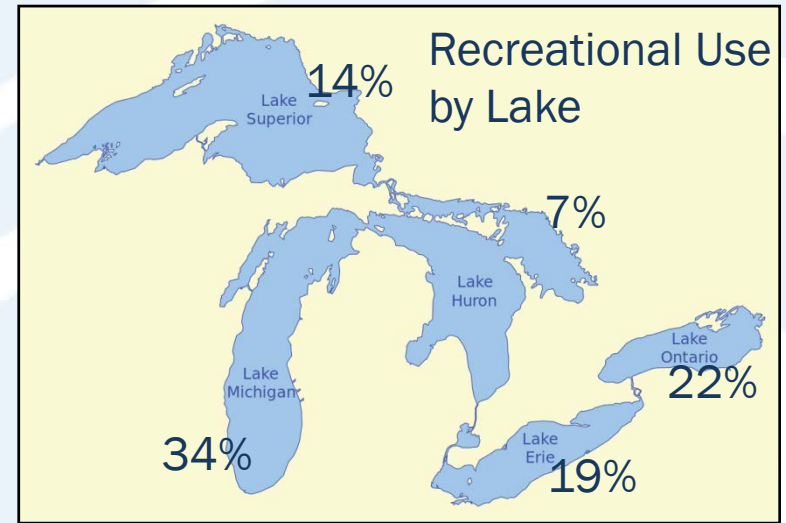 Recreational Use
by Lake
14%
Lake
Superior
7%
Lake
Huron
Lake
Ontario
22%
Lake
Michigan
34%
Lake
Erie
19%